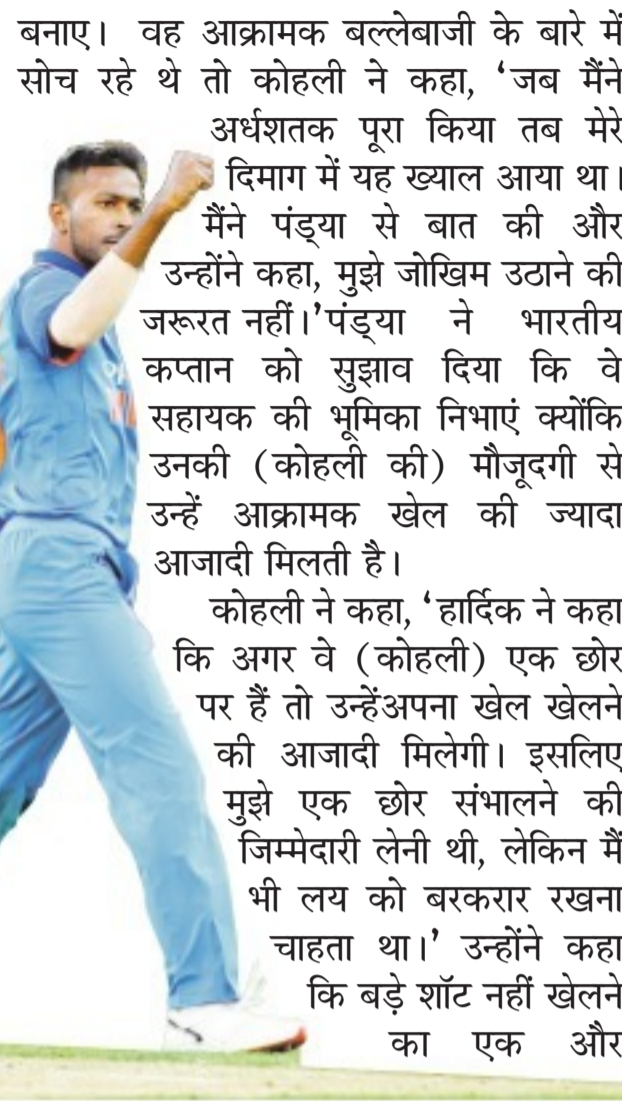 बनाए। वह आक्रामक बल्लेबाजी के बारे में
सोच रहे थे तो कोहली ने कहा, ‘जब मैंने
अर्धशतक पूरा किया तब मेरे
दिमाग में यह ख्याल आया था।
मैंने पंड्या से बात की और
उन्होंने कहा, मुझे जोखिम उठाने की
जरूरत नहीं।’पंड्या ने भारतीय
कप्तान को सुझाव दिया कि वे
सहायक की भूमिका निभाएं क्योंकि
उनकी (कोहली की) मौजूदगी से
उन्हें आक्रामक खेल की ज्यादा
आजादी मिलती है।
कोहली ने कहा, ‘हार्दिक ने कहा
कि अगर वे (कोहली) एक छोर
पर हैं तो उन्हेंअपना खेल खेलने
की आजादी मिलेगी। इसलिए
मुझे एक छोर संभालने की
जिम्मेदारी लेनी थी, लेकिन मैं
भी लय को बरकरार रखना
चाहता था।’ उन्होंने कहा
कि बड़े शॉट नहीं खेलने
का एक और